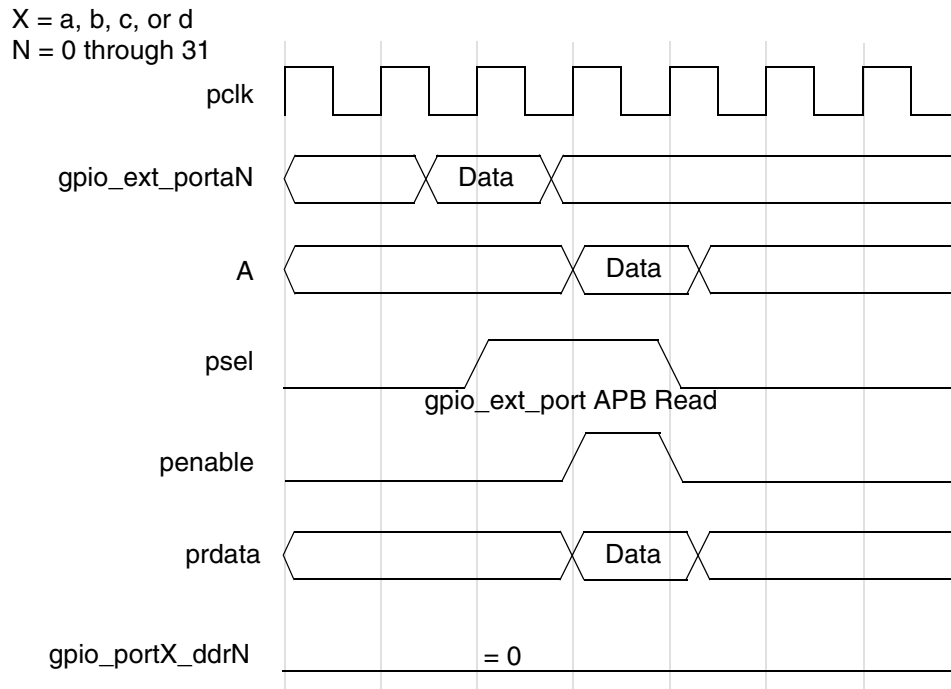 X = a, b, c, or d
N = 0 through 31
pclk
gpio_ext_portaN
Data
A
Data
psel
gpio_ext_port APB Read
penable
prdata
Data
gpio_portX_ddrN
= 0